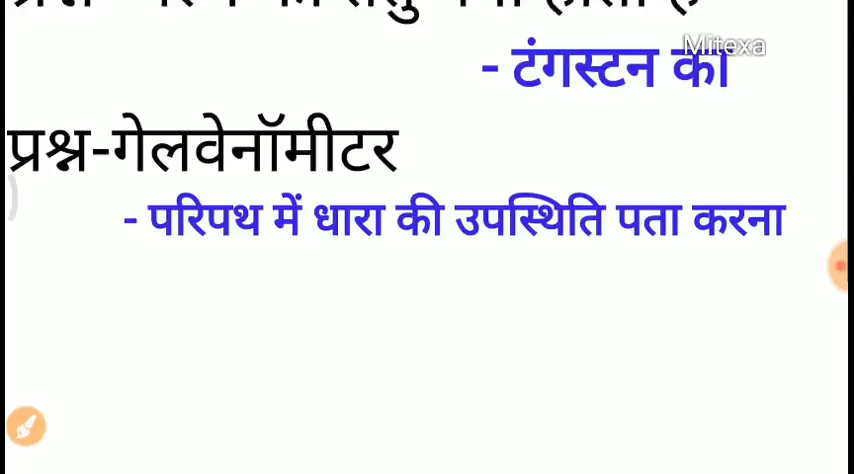 - टंगस्टन का
Mitexa
प्रश्न-गेलवेनॉमीटर
- परिपथ में धारा की उपस्थिति पता करना